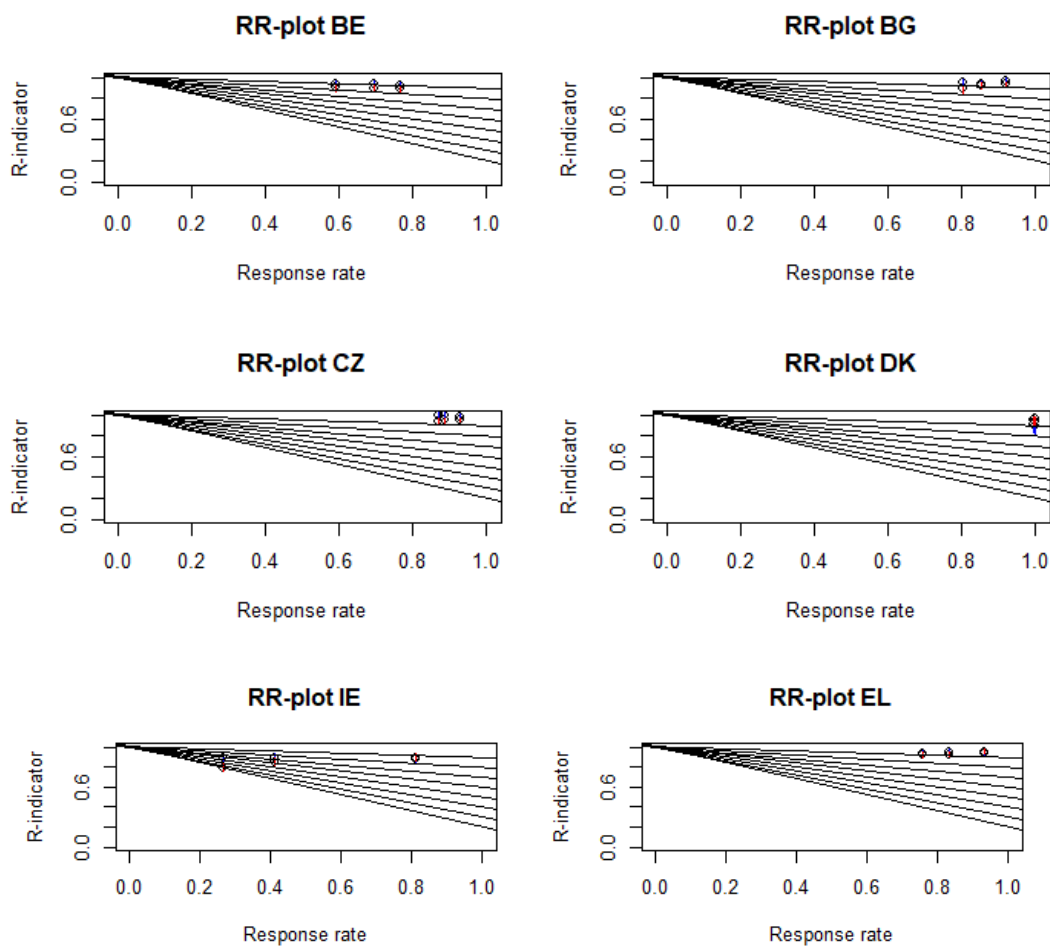 RR-plot BE
R-indicator
0.6
0.0
0.0 0.2 0.4 0.6 0.8 1.0
Response rate
RR-plot BG
R-indicator
0.6
0.0
0.0 0.2 0.4 0.6 0.8 1.0
Response rate
RR-plot CZ
R-indicator
0.6
0.0
0.0 0.2 0.4 0.6 0.8 1.0
Response rate
RR-plot DK
R-indicator
0.6
0.0
0.0 0.2 0.4 0.6 0.8 1.0
Response rate
RR-plot IE
R-indicator
0.6
0.0
0.0 0.2 0.4 0.6 0.8 1.0
Response rate
RR-plot EL
R-indicator
0.6
0.0
0.0 0.2 0.4 0.6 0.8 1.0
Response rate